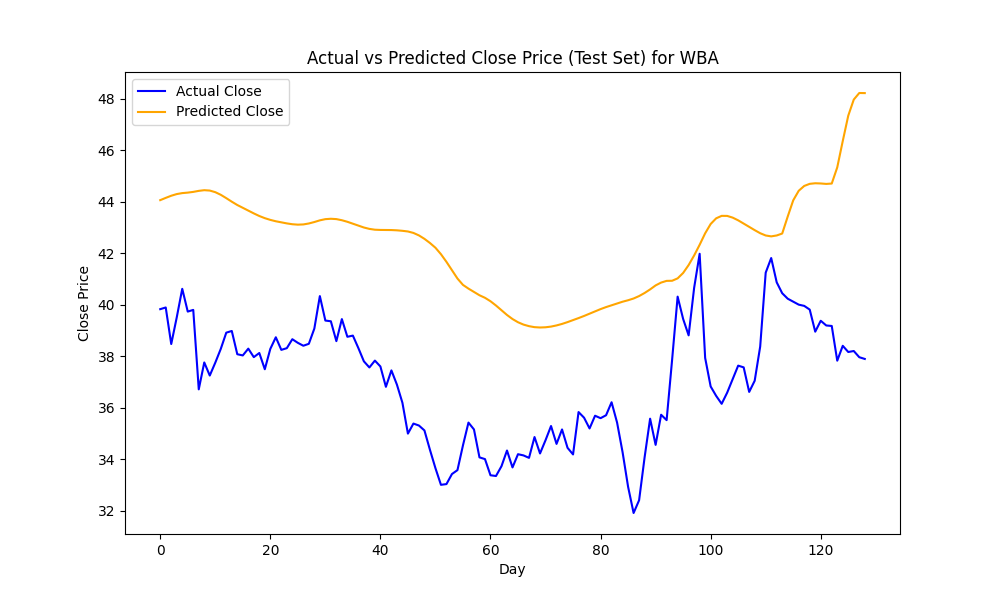 Actual vs Predicted Close Price (Test Set) for WBA
Actual Close
Predicted Close
48
46
44
42
40
38
36
34
32
Close Price
0 20 40 60 80 100 120
Day